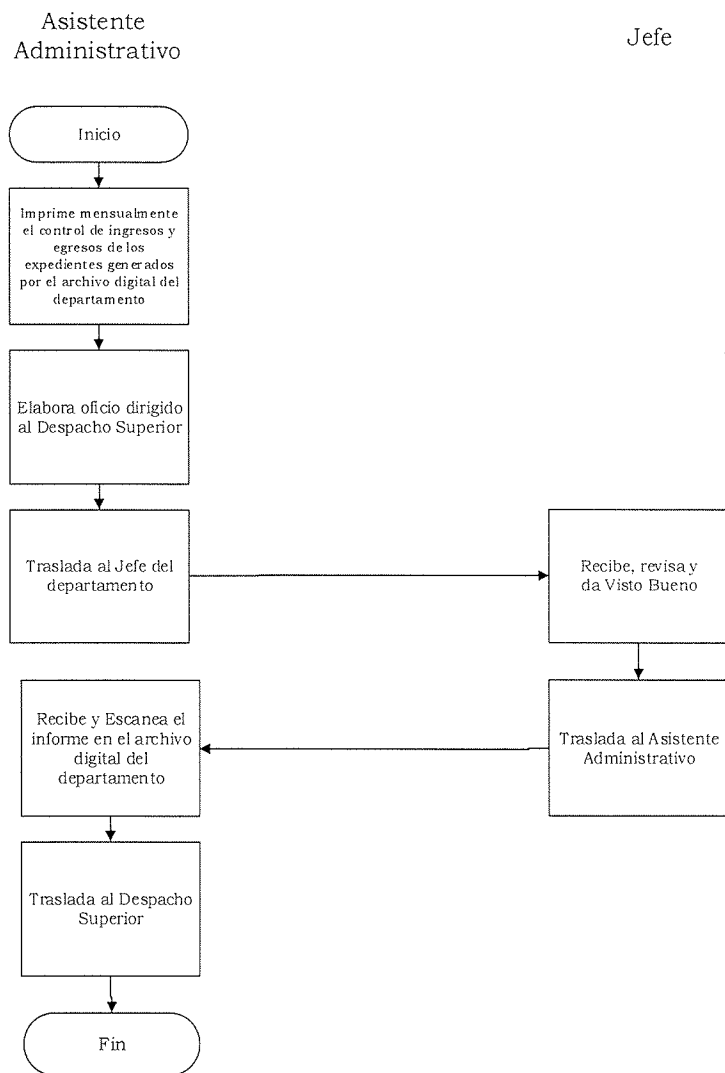 Asistente
Administrativo
Jefe
Inicio
Imprime mensualmente
el control de ingresos y
egresos de los
expedientes generados
por el archivo digital del
departamento
Elabora oficio dirigido
al Despacho Superior
Traslada al Jefe del
departamento
Recibe, revisa y
da Visto Bueno
Traslada al Asistente
Administrativo
Recibe y Escanea el
informe en el archivo
digital del
departamento
Traslada al Despacho
Superior
Fin